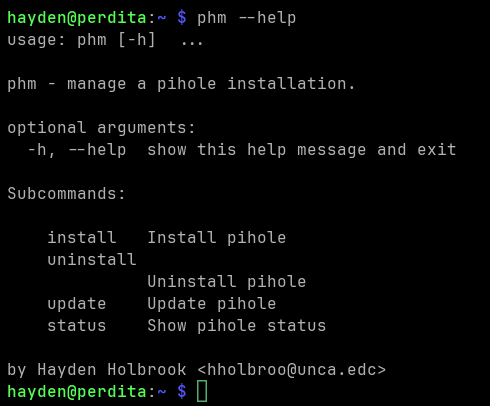 hayden@perdita:~ $ phm --help
usage: phm [-h]  ...
phm - manage a pihole installation.
optional arguments:
-h, --help  show this help message and exit
Subcommands:
install   Install pihole
uninstall
Uninstall pihole
update    Update pihole
status    Show pihole status
by Hayden Holbrook <hholbroo@unca.edc>
hayden@perdita:~ $